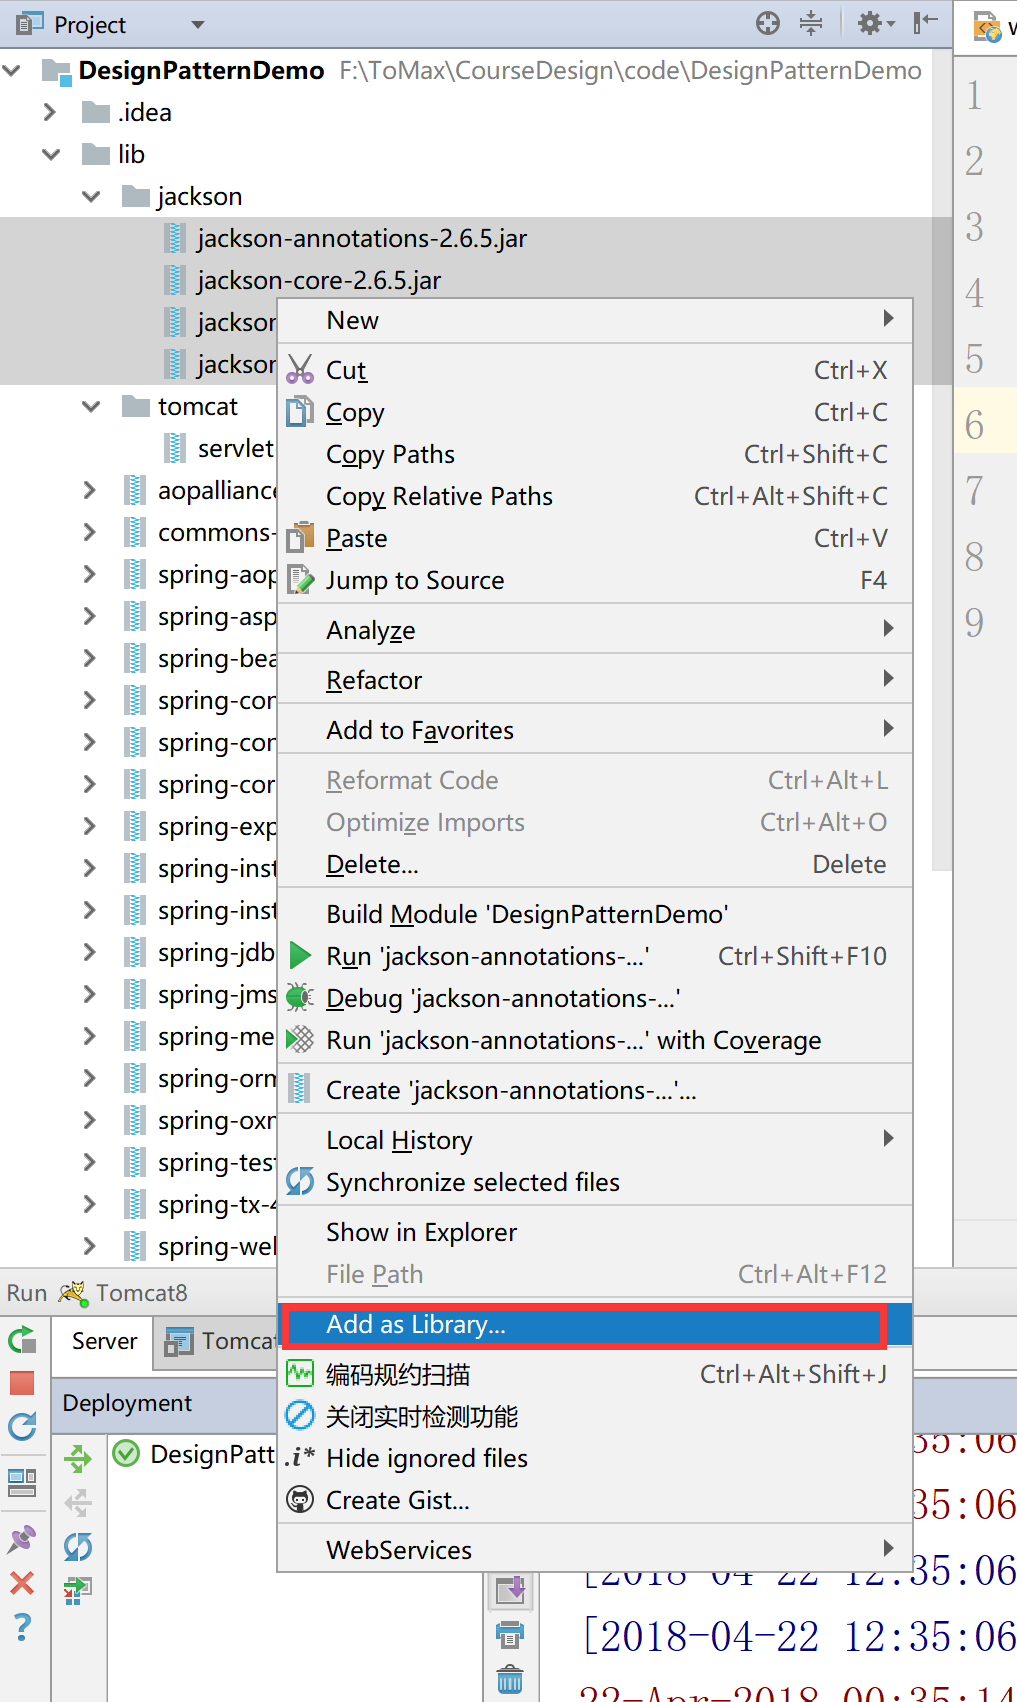 Project
w
DesignPatternDemo F:\ToMax\CourseDesign\code\DesignPatternDemo
.idea
lib
jackson
jackson-annotations-2.6.5.jar
jackson-core-2.6.5.jar
jackson
jackson
tomcat
servlet
aopalliance
commons-
spring-aop
spring-asp
spring-bea
spring-cor
spring-cor
spring-cor
spring-exp
spring-inst
spring-inst
spring-jdb
spring-jms
spring-me
spring-orm
spring-oxm
spring-test
spring-tx-4
spring-wel
1
2
3
4
5
6
7
8
9
New
Cut Ctrl+X
Copy Ctrl+C
Copy Paths Ctrl+Shift+C
Copy Relative Paths Ctrl+Alt+Shift+C
Paste Ctrl+V
Jump to Source F4
Analyze
Refactor
Add to Favorites
Reformat Code Ctrl+Alt+L
Optimize Imports Ctrl+Alt+O
Delete... Delete
Build Module 'DesignPatternDemo'
Run 'jackson-annotations-...' Ctrl+Shift+F10
Debug 'jackson-annotations-...'
Run 'jackson-annotations-...' with Coverage
Create 'jackson-annotations-...'...
Local History
Synchronize selected files
Show in Explorer
File Path Ctrl+Alt+F12
Add as Library...
编码规约扫描 Ctrl+Alt+Shift+J
关闭实时检测功能
.i* Hide ignored files
Create Gist...
WebServices
Run Tomcat8
Server Tomcat
Deployment
DesignPatt
35:06
35:06
[2018-04-22 12:35:06
[2018-04-22 12:35:06
22-Apr-2018 00:35:14